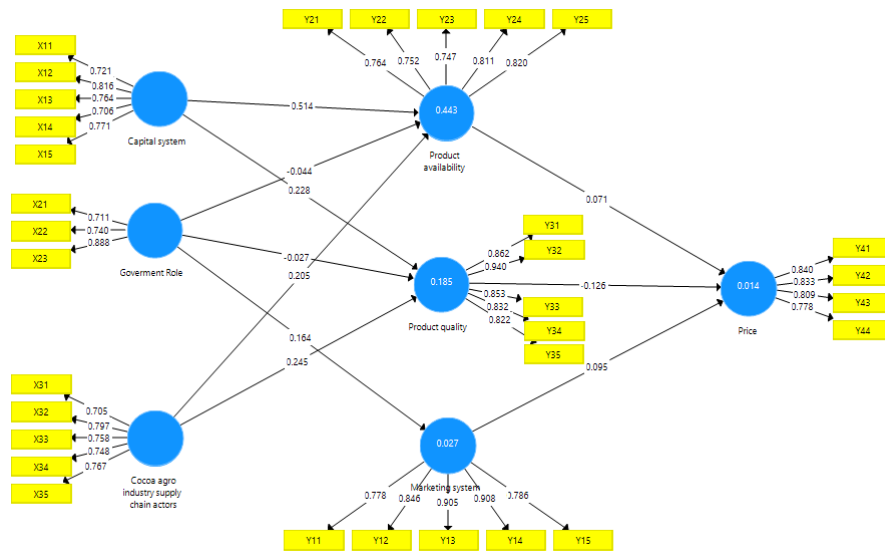 Y21 Y22 Y23 Y24 Y25
0.764 0.752 0.747 0.811 0.820
X11
X12
X13
X14
X15
0.721
0.816
0.764
0.706
0.771
Capital system
0.514
0.443
Product
availability
-0.044
0.228
X21
X22
X23
0.711
0.740
0.888
Goverment Role
-0.027
0.205
0.164
0.245
0.071
Y31
Y32
0.862
0.940
0.185
Product quality
0.853
0.832
0.822
Y33
Y34
Y35
-0.126
0.095
0.014
Price
0.840
0.833
0.809
0.778
Y41
Y42
Y43
Y44
X31
X32
X33
X34
X35
0.705
0.797
0.758
0.748
0.767
Cocoa agro
industry supply
chain actors
0.027
Marketing system
0.778 0.846 0.905 0.908 0.786
Y11 Y12 Y13 Y14 Y15